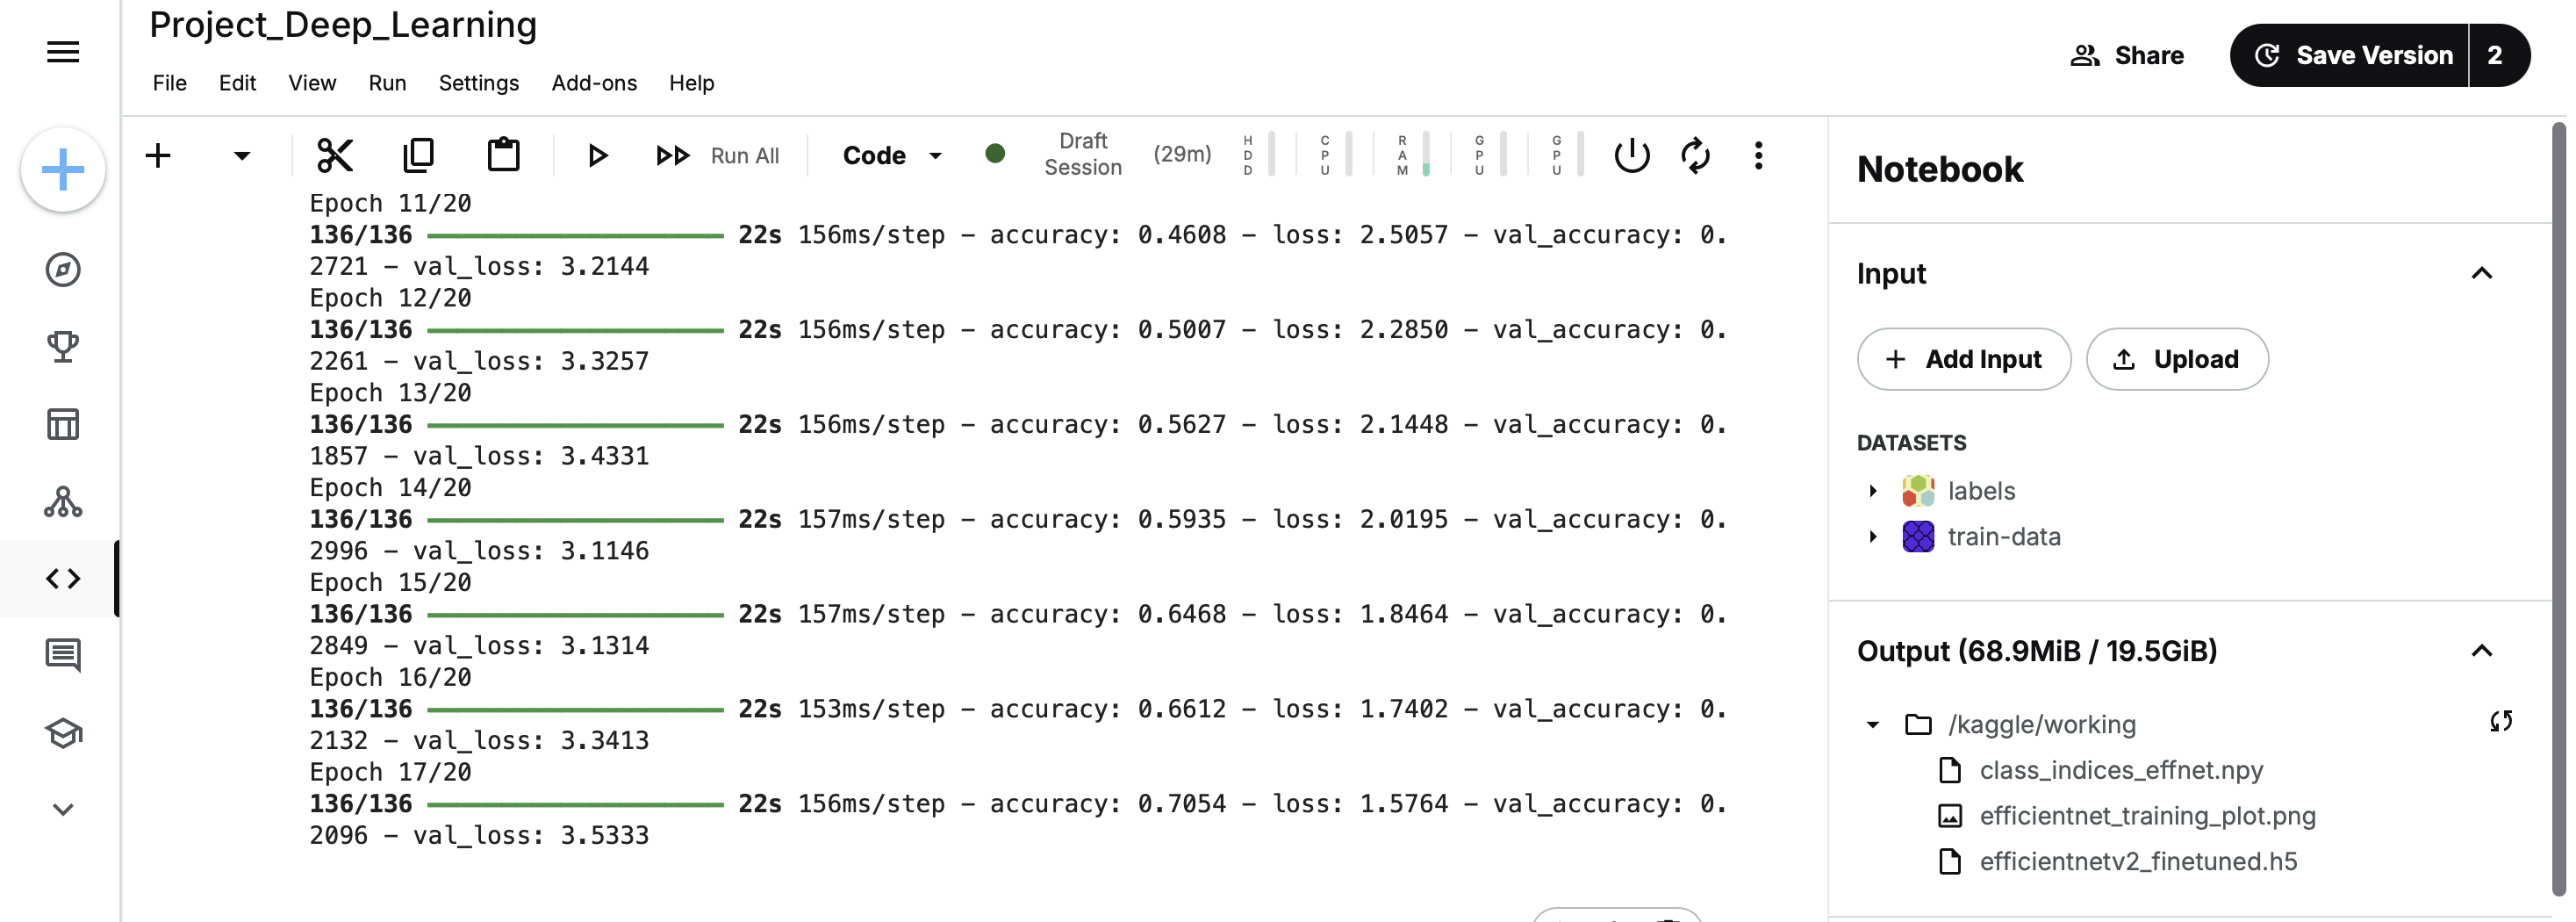 Project_Deep_Learning
File Edit View Run Settings Add-ons Help
Share
Save Version 2
Run All
Code
Draft Session (29m)
HDD CPU RAM GPU GPU
Epoch 11/20
136/136 ━━━━━━━━━━━━━━━━━━━━ 22s 156ms/step - accuracy: 0.4608 - loss: 2.5057 - val_accuracy: 0.
2721 - val_loss: 3.2144
Epoch 12/20
136/136 ━━━━━━━━━━━━━━━━━━━━ 22s 156ms/step - accuracy: 0.5007 - loss: 2.2850 - val_accuracy: 0.
2261 - val_loss: 3.3257
Epoch 13/20
136/136 ━━━━━━━━━━━━━━━━━━━━ 22s 156ms/step - accuracy: 0.5627 - loss: 2.1448 - val_accuracy: 0.
1857 - val_loss: 3.4331
Epoch 14/20
136/136 ━━━━━━━━━━━━━━━━━━━━ 22s 157ms/step - accuracy: 0.5935 - loss: 2.0195 - val_accuracy: 0.
2996 - val_loss: 3.1146
Epoch 15/20
136/136 ━━━━━━━━━━━━━━━━━━━━ 22s 157ms/step - accuracy: 0.6468 - loss: 1.8464 - val_accuracy: 0.
2849 - val_loss: 3.1314
Epoch 16/20
136/136 ━━━━━━━━━━━━━━━━━━━━ 22s 153ms/step - accuracy: 0.6612 - loss: 1.7402 - val_accuracy: 0.
2132 - val_loss: 3.3413
Epoch 17/20
136/136 ━━━━━━━━━━━━━━━━━━━━ 22s 156ms/step - accuracy: 0.7054 - loss: 1.5764 - val_accuracy: 0.
2096 - val_loss: 3.5333
Notebook
Input
Add Input
Upload
DATASETS
labels
train-data
Output (68.9MiB / 19.5GiB)
/kaggle/working
class_indices_effnet.npy
efficientnet_training_plot.png
efficientnetv2_finetuned.h5